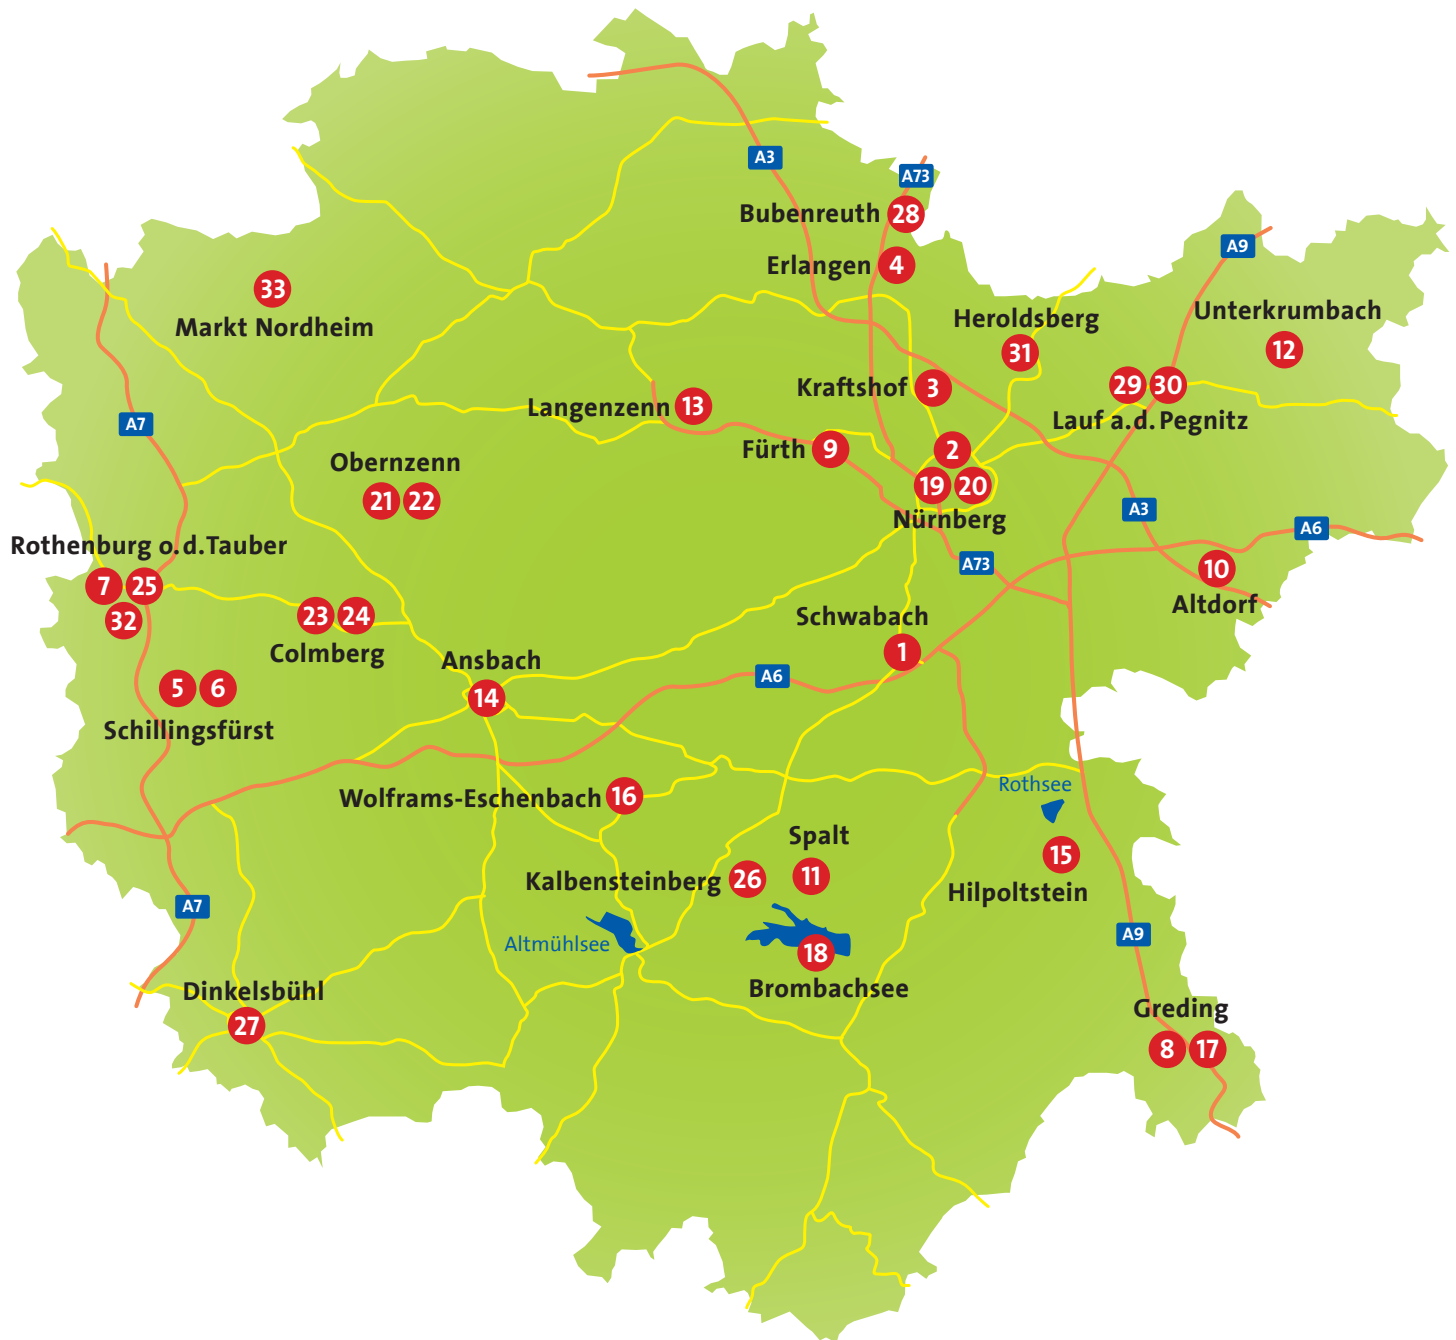 A3
A73
Bubenreuth 28
A9
Erlangen 4
33
Unterkrumbach
Heroldsberg
Markt Nordheim
12
31
29 30
Kraftshof 3
Langenzenn 13
A7
Lauf a.d. Pegnitz
Fürth 9
2
Obernzenn
19 20
21 22
A3
Nürnberg
A6
Rothenburg o.d.Tauber
A73
10
7 25
Altdorf
23 24
Schwabach
32
Colmberg
1
Ansbach
A6
5 6
14
Schillingsfürst
Rothsee
Wolframs-Eschenbach 16
Spalt
15
Kalbensteinberg 26
11
Hilpoltstein
A7
A9
Altmühlsee
18
Brombachsee
Dinkelsbühl
Greding
27
8 17